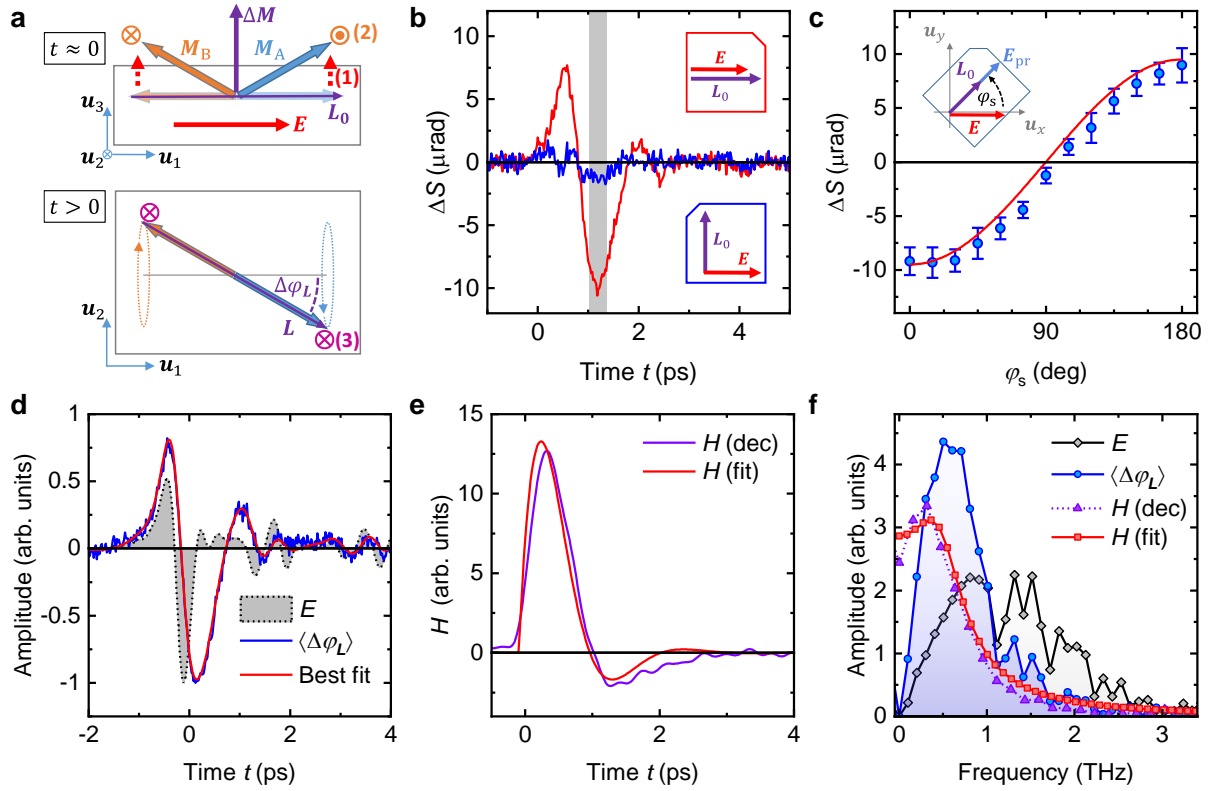 a
t ≈ 0
ΔM
(2)
M_B
M_A
(1)
L_0
u_3
E
u_2
u_1
t > 0
Δφ_L
u_2
L
(3)
u_1
b
10
5
0
-5
-10
ΔS (μrad)
E
L_0
L_0
E
0
2
4
Time t (ps)
c
10
5
0
-5
-10
ΔS (μrad)
u_y
L_0
E_pr
φ_s
E
u_x
0
90
180
φ_s (deg)
d
1
0.5
0
-0.5
-1
Amplitude (arb. units)
E
⟨Δφ_L⟩
Best fit
-2
0
2
4
Time t (ps)
e
15
10
5
0
H (arb. units)
H (dec)
H (fit)
0
2
4
Time t (ps)
f
4
3
2
1
0
Amplitude (arb. units)
E
⟨Δφ_L⟩
H (dec)
H (fit)
0
1
2
3
Frequency (THz)